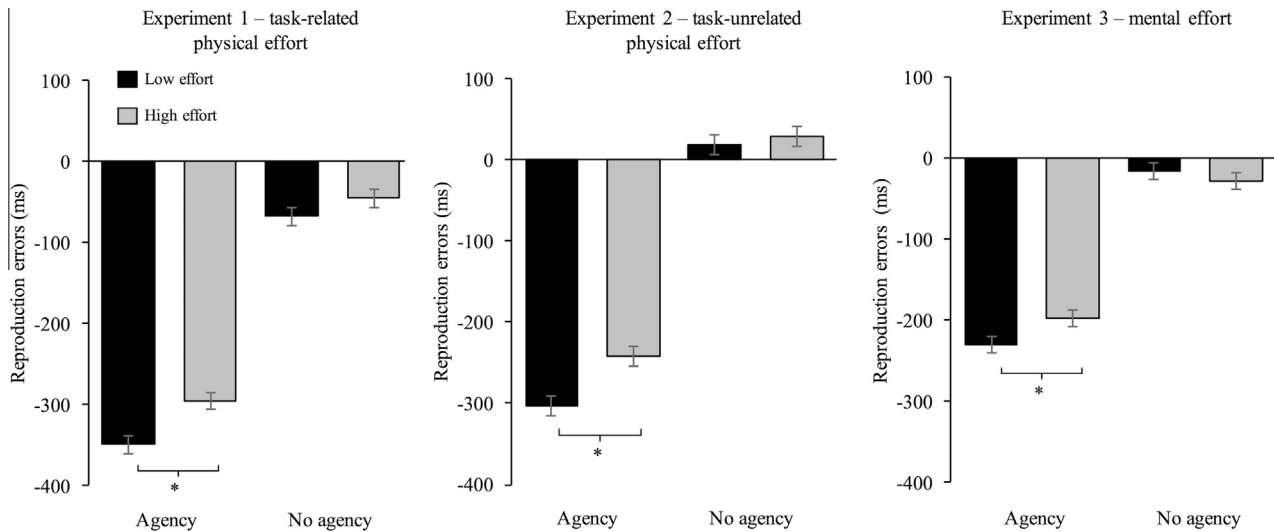 Experiment 1 – task-related
physical effort
Low effort
High effort
Reproduction errors (ms)
100
0
-100
-200
-300
-400
*
Agency No agency
Experiment 2 – task-unrelated
physical effort
Reproduction errors (ms)
100
0
-100
-200
-300
-400
*
Agency No agency
Experiment 3 – mental effort
Reproduction errors (ms)
100
0
-100
-200
-300
-400
*
Agency No agency